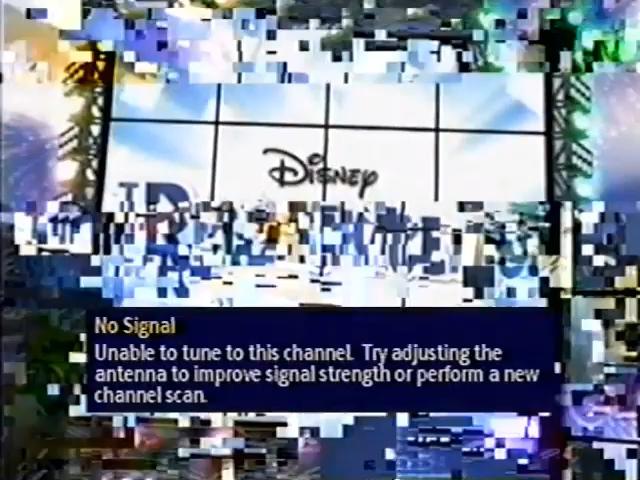 Disney
No Signal
Unable to tune to this channel. Try adjusting the
antenna to improve signal strength or perform a new
channel scan.